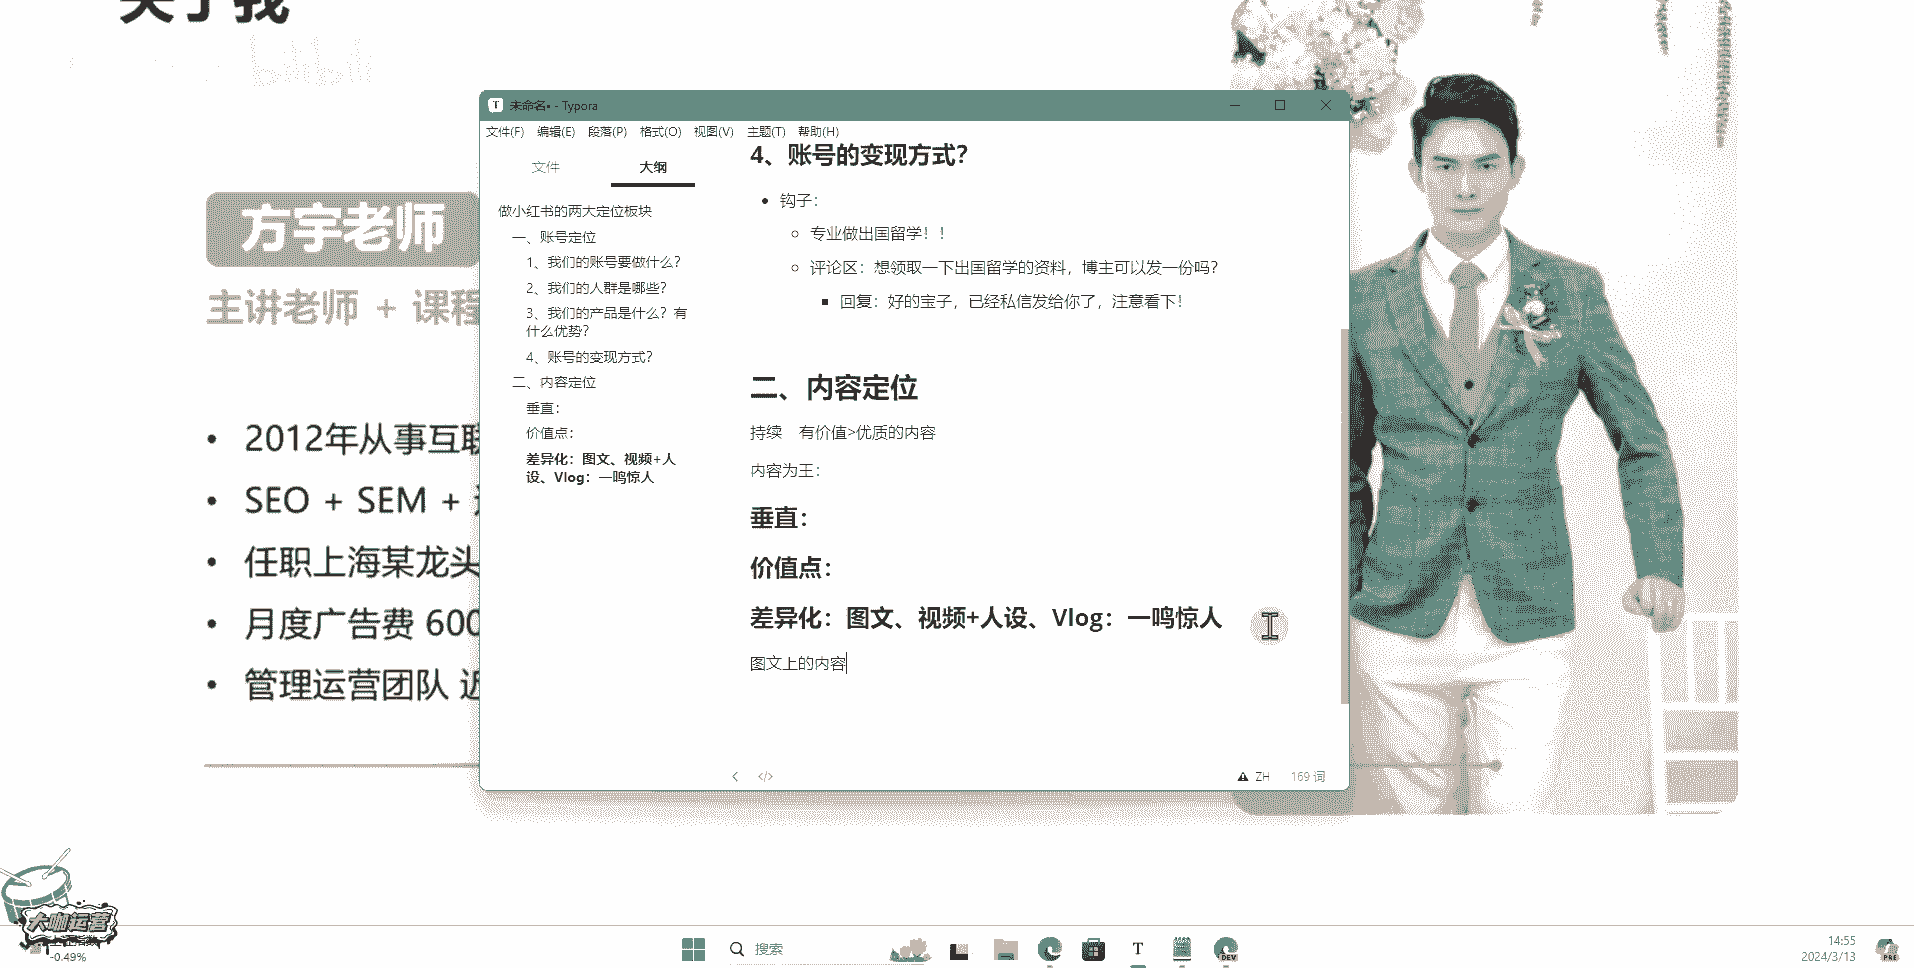 关于我
bilibili
方宇老师
主讲老师 + 课程
2012年从事互联
SEO + SEM +
任职上海某龙头
月度广告费 600
管理运营团队 近
未命名• - Typora
文件(F) 编辑(E) 段落(P) 格式(O) 视图(V) 主题(T) 帮助(H)
文件 大纲
做小红书的两大定位板块
一、账号定位
1、我们的账号要做什么？
2、我们的人群是哪些？
3、我们的产品是什么？有
什么优势？
4、账号的变现方式？
二、内容定位
垂直：
价值点：
差异化：图文、视频+人
设、Vlog：一鸣惊人
4、账号的变现方式？
钩子：
专业做出国留学！！
评论区：想领取一下出国留学的资料，博主可以发一份吗？
回复：好的宝子，已经私信发给你了，注意看下！
二、内容定位
持续 有价值>优质的内容
内容为王：
垂直：
价值点：
差异化：图文、视频+人设、Vlog：一鸣惊人
图文上的内容
ZH 169 词
大咖运营
-0.49%
搜索
DEV
14:55
2024/3/13
PRE